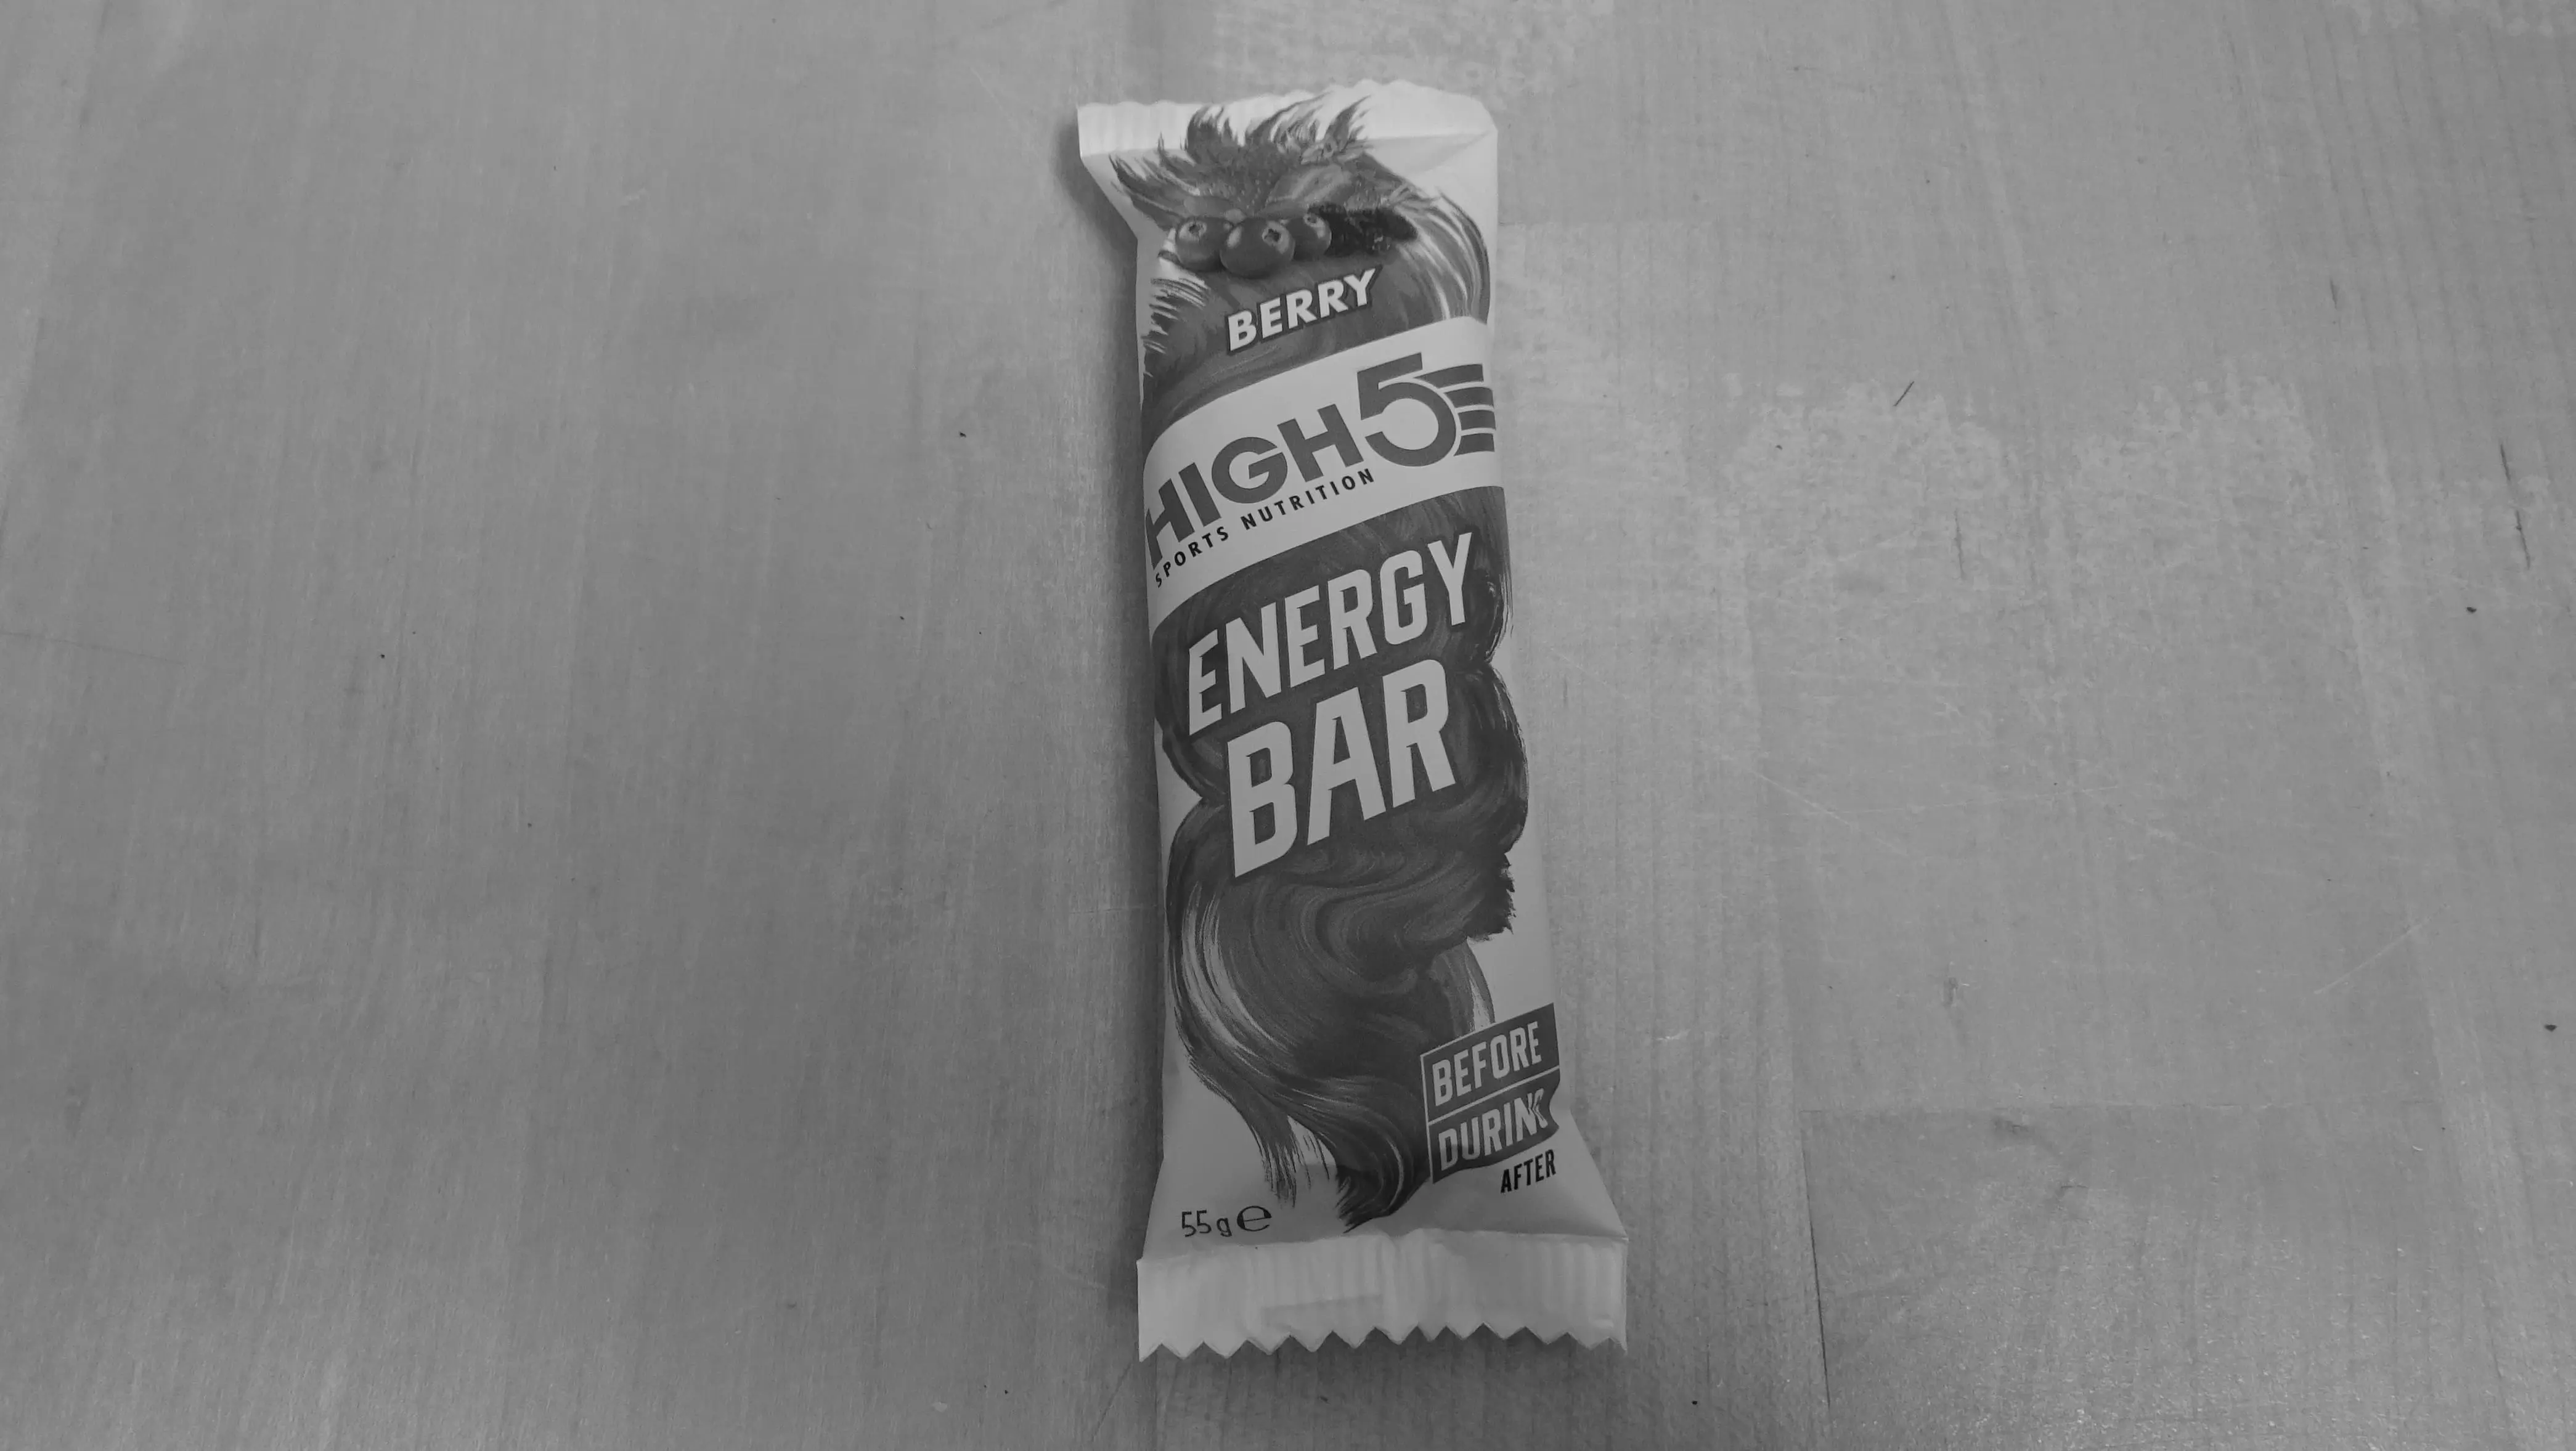 BERRY
HIGH5
SPORTS NUTRITION
ENERGY
BAR
BEFORE
DURING
AFTER
55g℮